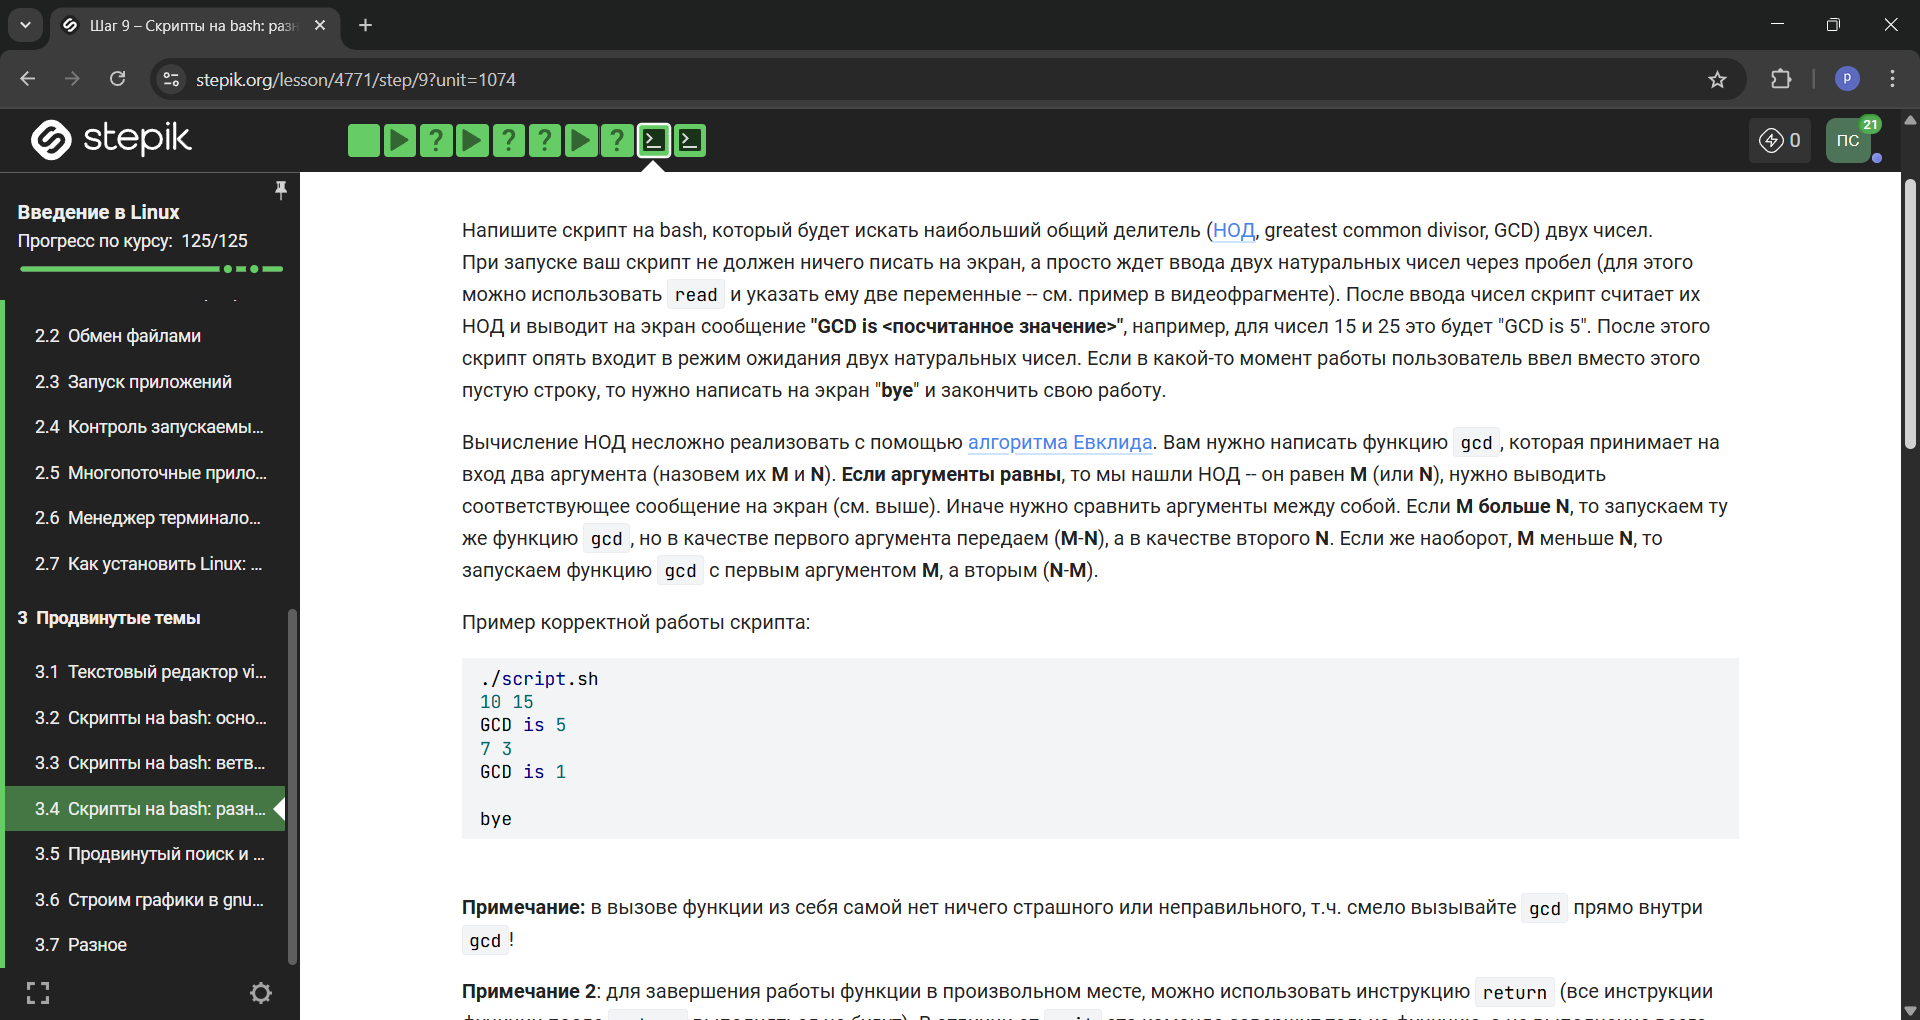 Шаг 9 – Скрипты на bash: разн
stepik.org/lesson/4771/step/9?unit=1074
P
stepik
? ? ? ?
0
ПС
21
Введение в Linux
Прогресс по курсу: 125/125
2.2 Обмен файлами
2.3 Запуск приложений
2.4 Контроль запускаемы...
2.5 Многопоточные прило...
2.6 Менеджер терминало...
2.7 Как установить Linux: ...
3 Продвинутые темы
3.1 Текстовый редактор vi...
3.2 Скрипты на bash: осно...
3.3 Скрипты на bash: ветв...
3.4 Скрипты на bash: разн...
3.5 Продвинутый поиск и ...
3.6 Строим графики в gnu...
3.7 Разное
Напишите скрипт на bash, который будет искать наибольший общий делитель (НОД, greatest common divisor, GCD) двух чисел.
При запуске ваш скрипт не должен ничего писать на экран, а просто ждет ввода двух натуральных чисел через пробел (для этого
можно использовать read и указать ему две переменные -- см. пример в видеофрагменте). После ввода чисел скрипт считает их
НОД и выводит на экран сообщение "GCD is <посчитанное значение>", например, для чисел 15 и 25 это будет "GCD is 5". После этого
скрипт опять входит в режим ожидания двух натуральных чисел. Если в какой-то момент работы пользователь ввел вместо этого
пустую строку, то нужно написать на экран "bye" и закончить свою работу.
Вычисление НОД несложно реализовать с помощью алгоритма Евклида. Вам нужно написать функцию gcd, которая принимает на
вход два аргумента (назовем их M и N). Если аргументы равны, то мы нашли НОД -- он равен M (или N), нужно выводить
соответствующее сообщение на экран (см. выше). Иначе нужно сравнить аргументы между собой. Если M больше N, то запускаем ту
же функцию gcd, но в качестве первого аргумента передаем (M-N), а в качестве второго N. Если же наоборот, M меньше N, то
запускаем функцию gcd с первым аргументом M, а вторым (N-M).
Пример корректной работы скрипта:
./script.sh
10 15
GCD is 5
7 3
GCD is 1
bye
Примечание: в вызове функции из себя самой нет ничего страшного или неправильного, т.ч. смело вызывайте gcd прямо внутри
gcd!
Примечание 2: для завершения работы функции в произвольном месте, можно использовать инструкцию return (все инструкции